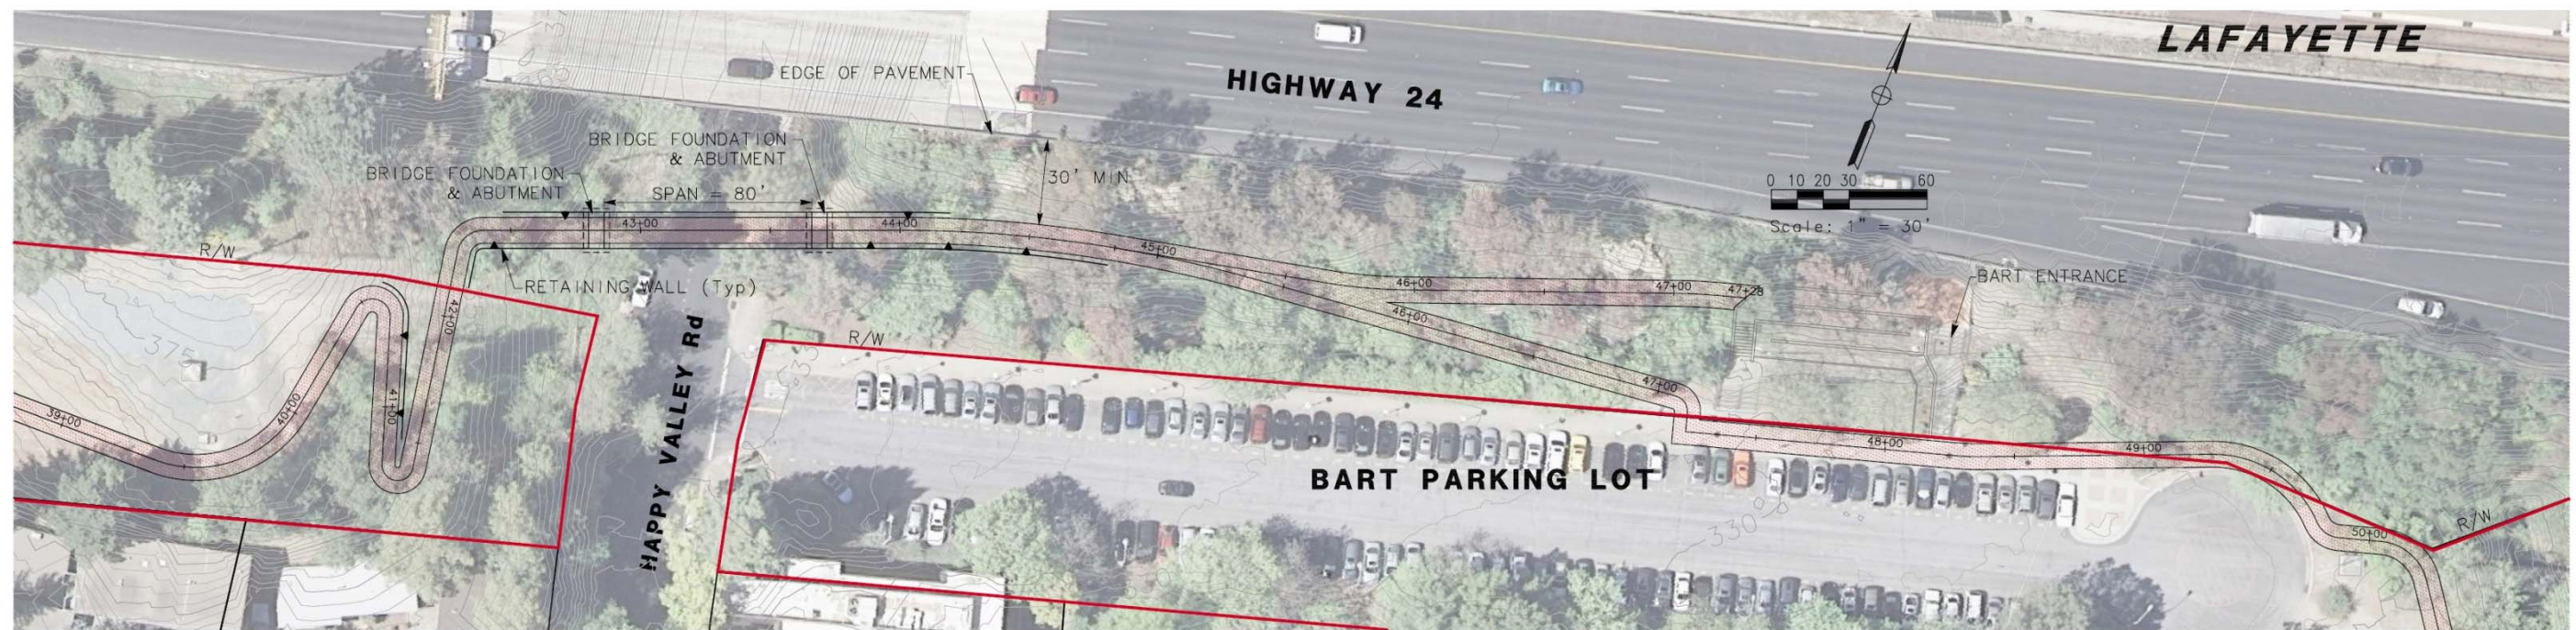 LAFAYETTE
EDGE OF PAVEMENT
HIGHWAY 24
BRIDGE FOUNDATION
& ABUTMENT
BRIDGE FOUNDATION
& ABUTMENT
SPAN = 80'
30' MIN
0 10 20 30 60
Scale: 1" = 30'
43+00
44+00
45+00
R/W
RETAINING WALL (Typ)
46+00
47+00
47+28
BART ENTRANCE
42+00
46+00
375
R/W
47+00
39+00
40+00
41+00
HAPPY VALLEY Rd
48+00
49+00
BART PARKING LOT
330
50+00
R/W